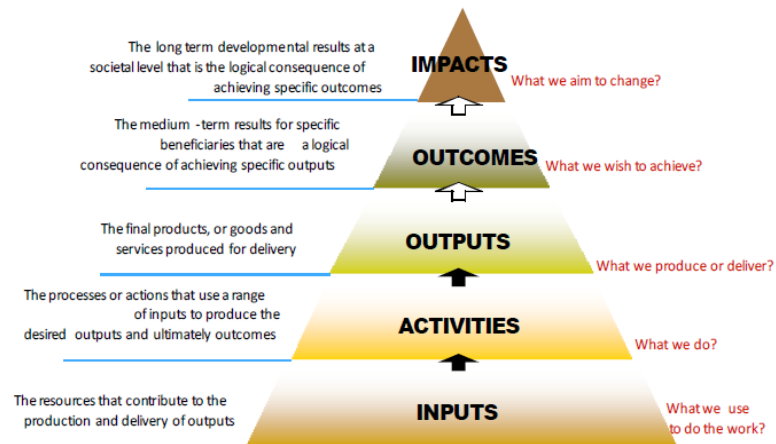 The long term developmental results at a
societal level that is the logical consequence of
achieving specific outcomes
IMPACTS
What we aim to change?
The medium -term results for specific
beneficiaries that are a logical
consequence of achieving specific outputs
OUTCOMES
What we wish to achieve?
The final products, or goods and
services produced for delivery
OUTPUTS
What we produce or deliver?
The processes or actions that use a range
of inputs to produce the
desired outputs and ultimately outcomes
ACTIVITIES
What we do?
The resources that contribute to the
production and delivery of outputs
INPUTS
What we use
to do the work?